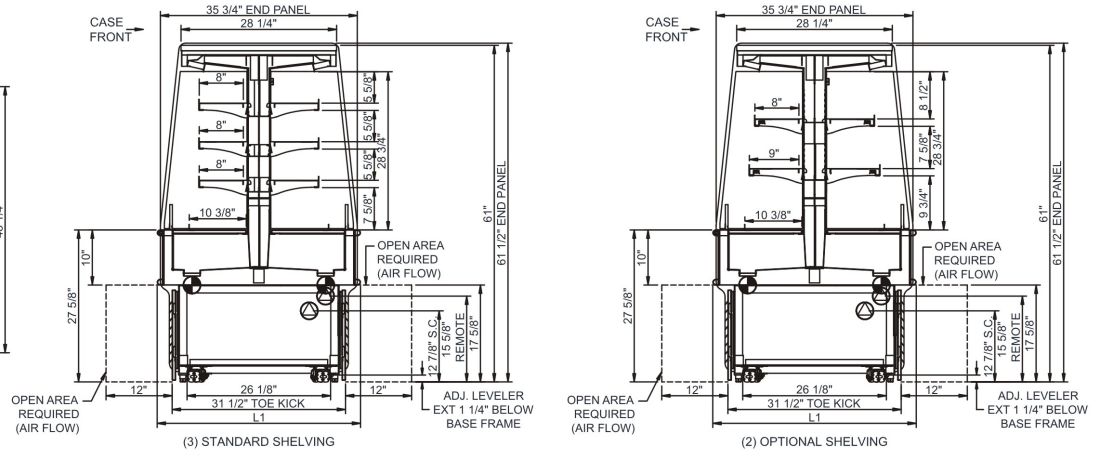 35 3/4" END PANEL
28 1/4"
CASE
FRONT
8"
8"
8"
5 5/8"
5 5/8"
5 5/8"
7 5/8"
28 3/4"
10 3/8"
61"
61 1/2" END PANEL
10"
27 5/8"
OPEN AREA
REQUIRED
(AIR FLOW)
12 7/8" S.C.
15 5/8"
REMOTE
17 5/8"
12"
26 1/8"
12"
31 1/2" TOE KICK
L1
OPEN AREA
REQUIRED
(AIR FLOW)
ADJ. LEVELER
EXT 1 1/4" BELOW
BASE FRAME
(3) STANDARD SHELVING
35 3/4" END PANEL
28 1/4"
CASE
FRONT
8"
9"
8 1/2"
7 5/8"
9 3/4"
28 3/4"
10 3/8"
61"
61 1/2" END PANEL
10"
27 5/8"
OPEN AREA
REQUIRED
(AIR FLOW)
12 7/8" S.C.
15 5/8"
REMOTE
17 5/8"
12"
26 1/8"
12"
31 1/2" TOE KICK
L1
OPEN AREA
REQUIRED
(AIR FLOW)
ADJ. LEVELER
EXT 1 1/4" BELOW
BASE FRAME
(2) OPTIONAL SHELVING